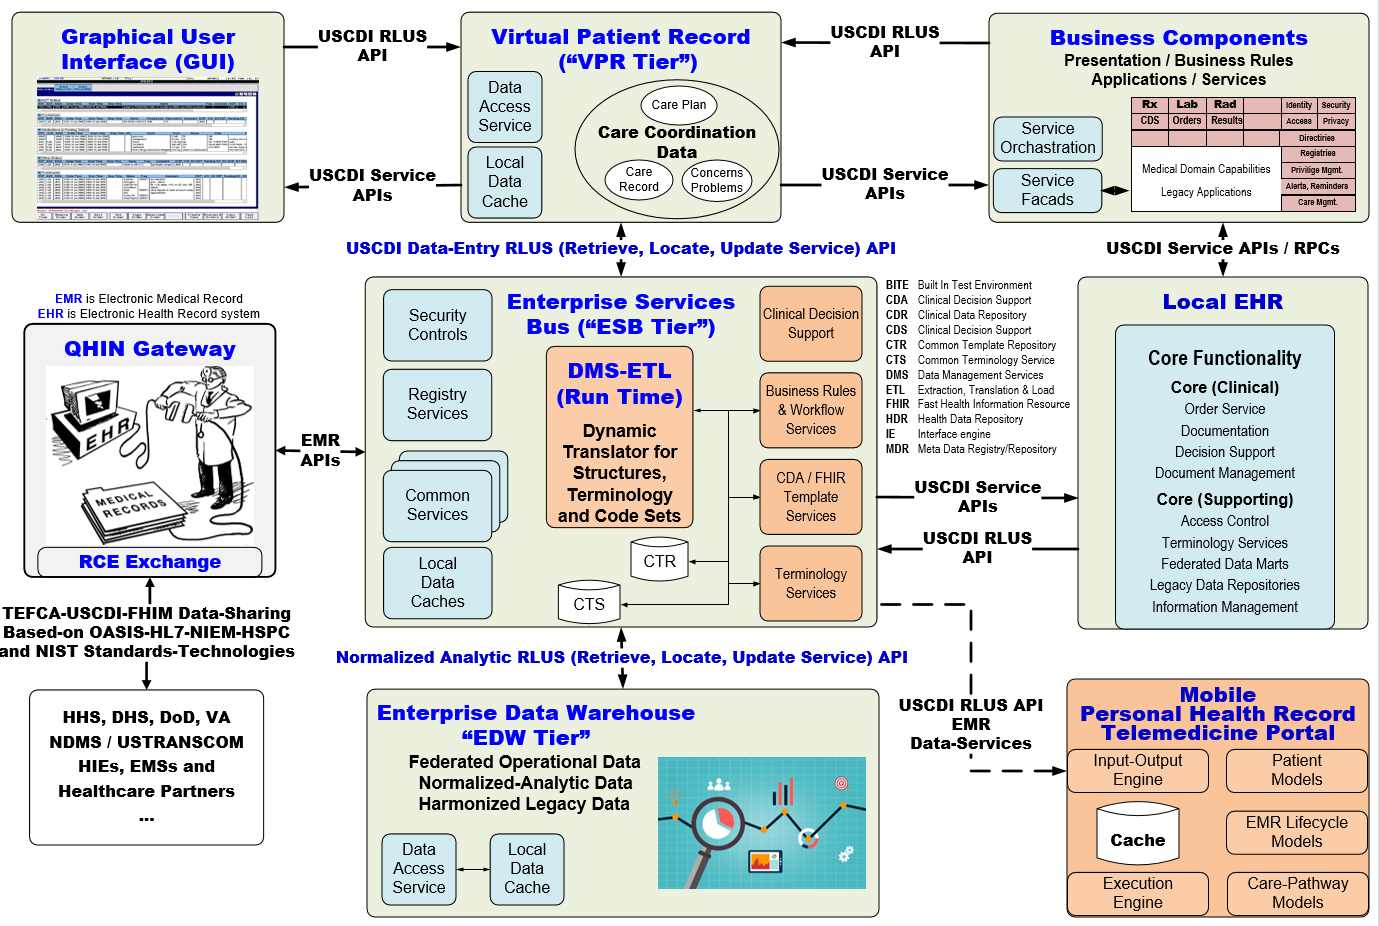 Graphical User
Interface (GUI)
USCDI RLUS
API
USCDI Service
APIs
Virtual Patient Record
(“VPR Tier”)
Data
Access
Service
Local
Data
Cache
Care Plan
Care Coordination
Data
Care
Record
Concerns
Problems
USCDI RLUS
API
USCDI Service
APIs
Business Components
Presentation / Business Rules
Applications / Services
Service
Orchestration
Service
Facads
Rx Lab Rad
CDS Orders Results
Identity Security
Access Privacy
Directiries
Registries
Privilige Mgmt.
Alerts, Reminders
Care Mgmt.
Medical Domain Capabilities
Legacy Applications
USCDI Data-Entry RLUS (Retrieve, Locate, Update Service) API
USCDI Service APIs / RPCs
EMR is Electronic Medical Record
EHR is Electronic Health Record system
QHIN Gateway
EHR
MEDICAL
RECORDS
RCE Exchange
EMR
APIs
TEFCA-USCDI-FHIM Data-Sharing
Based-on OASIS-HL7-NIEM-HSPC
and NIST Standards-Technologies
HHS, DHS, DoD, VA
NDMS / USTRANSCOM
HIEs, EMSs and
Healthcare Partners
...
Enterprise Services
Bus (“ESB Tier”)
Security
Controls
Registry
Services
Common
Services
Local
Data
Caches
DMS-ETL
(Run Time)
Dynamic
Translator for
Structures,
Terminology
and Code Sets
CTR
CTS
Clinical Decision
Support
Business Rules
& Workflow
Services
CDA / FHIR
Template
Services
Terminology
Services
BITE Built In Test Environment
CDA Clinical Decision Support
CDR Clinical Data Repository
CDS Clinical Decision Support
CTR Common Template Repository
CTS Common Terminology Service
DMS Data Management Services
ETL Extraction, Translation & Load
FHIR Fast Health Information Resource
HDR Health Data Repository
IE Interface engine
MDR Meta Data Registry/Repository
USCDI Service
APIs
USCDI RLUS
API
Local EHR
Core Functionality
Core (Clinical)
Order Service
Documentation
Decision Support
Document Management
Core (Supporting)
Access Control
Terminology Services
Federated Data Marts
Legacy Data Repositories
Information Management
Normalized Analytic RLUS (Retrieve, Locate, Update Service) API
Enterprise Data Warehouse
“EDW Tier”
Federated Operational Data
Normalized-Analytic Data
Harmonized Legacy Data
Data
Access
Service
Local
Data
Cache
USCDI RLUS API
EMR
Data-Services
Mobile
Personal Health Record
Telemedicine Portal
Input-Output
Engine
Patient
Models
Cache
EMR Lifecycle
Models
Execution
Engine
Care-Pathway
Models